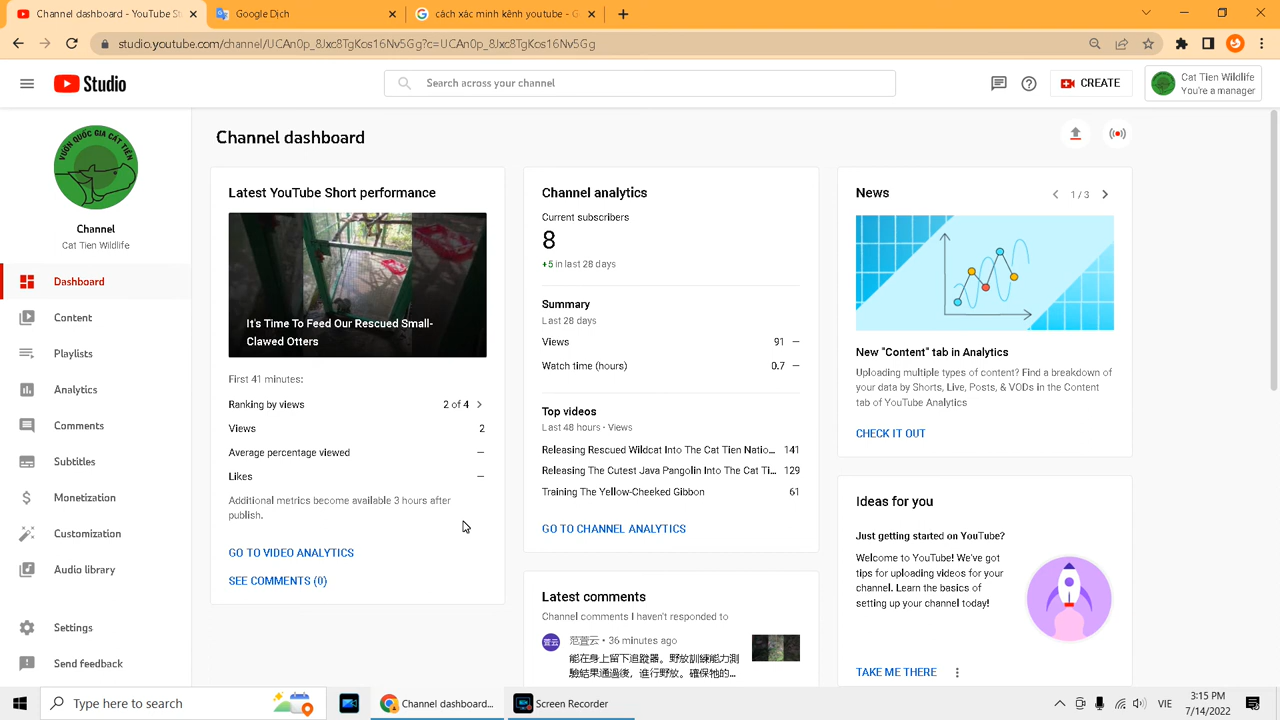 Channel dashboard - YouTube St
Google Dịch
cách xác minh kênh youtube - G
studio.youtube.com/channel/UCAn0p_8Jxc8TgKos16Nv5Gg?c=UCAn0p_8Jxc8TgKos16Nv5Gg
Studio
Search across your channel
CREATE
Cat Tien Wildlife
You're a manager
VƯỜN QUỐC GIA CÁT TIÊN
Channel
Cat Tien Wildlife
Dashboard
Content
Playlists
Analytics
Comments
Subtitles
Monetization
Customization
Audio library
Settings
Send feedback
Channel dashboard
Latest YouTube Short performance
It's Time To Feed Our Rescued Small-
Clawed Otters
First 41 minutes:
Ranking by views 2 of 4
Views 2
Average percentage viewed —
Likes —
Additional metrics become available 3 hours after
publish.
GO TO VIDEO ANALYTICS
SEE COMMENTS (0)
Channel analytics
Current subscribers
8
+5 in last 28 days
Summary
Last 28 days
Views 91 —
Watch time (hours) 0.7 —
Top videos
Last 48 hours · Views
Releasing Rescued Wildcat Into The Cat Tien Natio... 141
Releasing The Cutest Java Pangolin Into The Cat Ti... 129
Training The Yellow-Cheeked Gibbon 61
GO TO CHANNEL ANALYTICS
Latest comments
Channel comments I haven't responded to
萱云
范萱云 • 36 minutes ago
能在身上留下追蹤器。野放訓練能力測
驗結果通過後，進行野放。確保牠的...
News
1 / 3
New "Content" tab in Analytics
Uploading multiple types of content? Find a breakdown of
your data by Shorts, Live, Posts, & VODs in the Content
tab of YouTube Analytics
CHECK IT OUT
Ideas for you
Just getting started on YouTube?
Welcome to YouTube! We've got
tips for uploading videos for your
channel. Learn the basics of
setting up your channel today!
TAKE ME THERE
Type here to search
Channel dashboard...
Screen Recorder
VIE
3:15 PM
7/14/2022